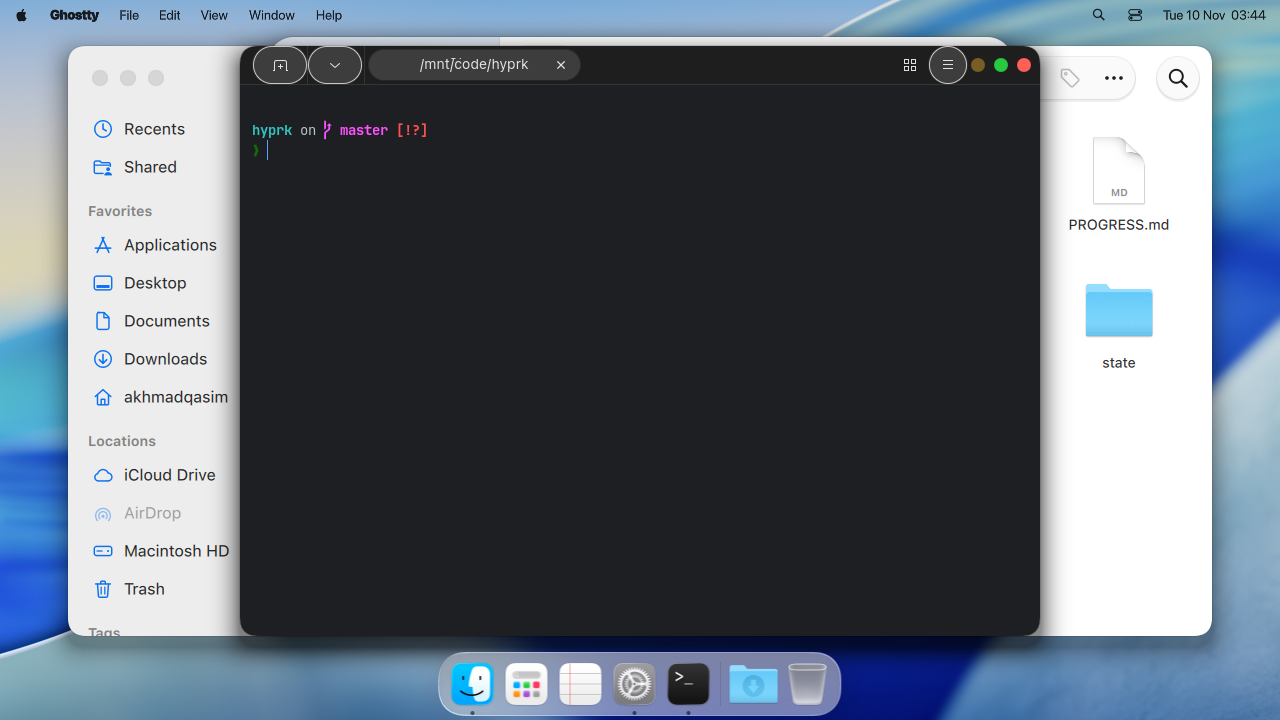 Ghostty File Edit View Window Help
Tue 10 Nov 03:44
/mnt/code/hyprk
Recents
Shared
Favorites
Applications
Desktop
Documents
Downloads
akhmadqasim
Locations
iCloud Drive
AirDrop
Macintosh HD
Trash
Tags
hyprk on master [!?]
❯
MD
PROGRESS.md
state
>_